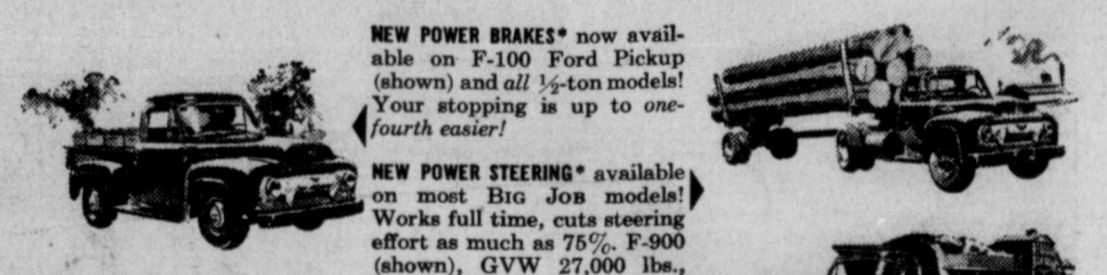 NEW POWER BRAKES* now avail-
able on F-100 Ford Pickup
(shown) and all ½-ton models!
Your stopping is up to one-
fourth easier!
NEW POWER STEERING* available
on most BIG JOB models!
Works full time, cuts steering
effort as much as 75%. F-900
(shown), GVW 27,000 lbs.,